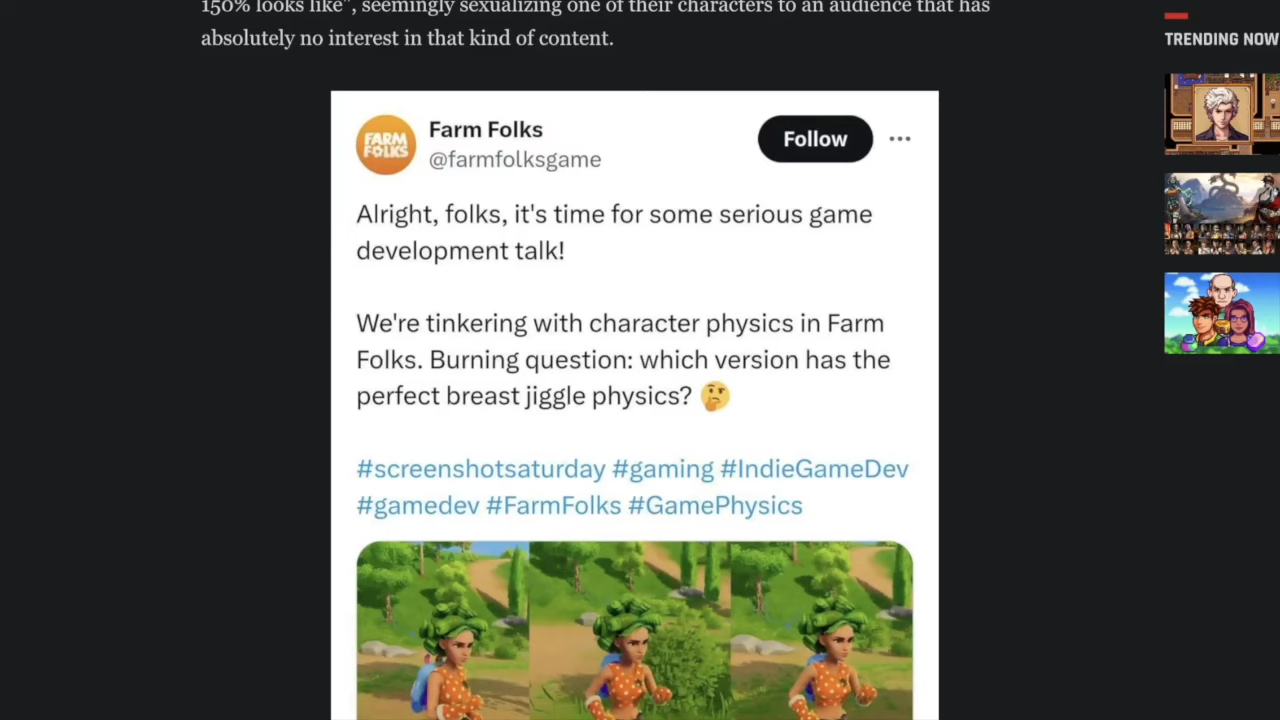 150% looks like", seemingly sexualizing one of their characters to an audience that has
absolutely no interest in that kind of content.
TRENDING NOW
FARM
FOLKS
Farm Folks
@farmfolksgame
Follow
Alright, folks, it's time for some serious game
development talk!
We're tinkering with character physics in Farm
Folks. Burning question: which version has the
perfect breast jiggle physics? 🤔
#screenshotsaturday #gaming #IndieGameDev
#gamedev #FarmFolks #GamePhysics